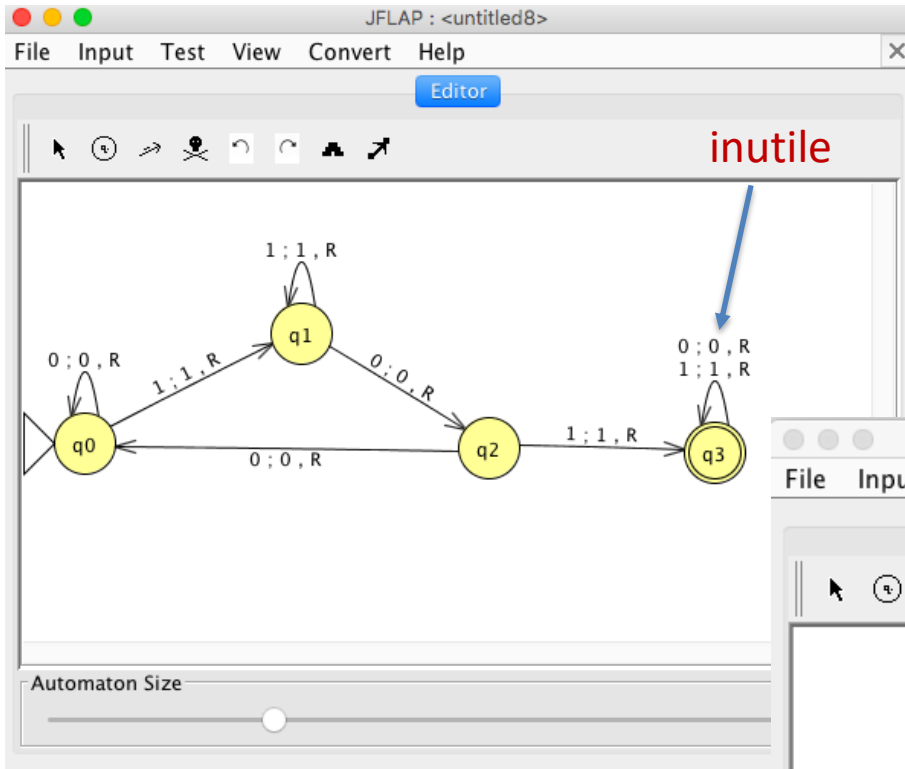 JFLAP : <untitled8>
File Input Test View Convert Help
Editor
inutile
1 ; 1 , R
q1
0 ; 0 , R
1 ; 1 , R
0 ; 0 , R
0 ; 0 , R
1 ; 1 , R
q0
0 ; 0 , R
q2
1 ; 1 , R
q3
File Inpu
Automaton Size